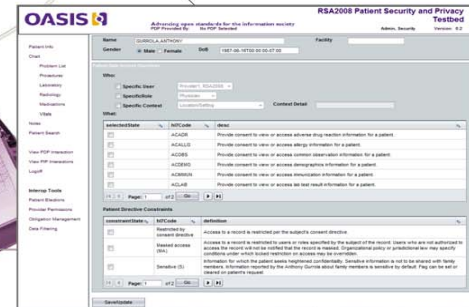 OASIS
RSA2008 Patient Security and Privacy Testbed
Advancing open standards for the information society
PDP Provided By No PDP Selected
Admin, Security Version: 0.2
Patient Info
Chart
Problem List
Procedures
Laboratory
Radiology
Medications
Vitals
Notes
Patient Search
View PDP Interaction
View PIP Interactions
Logoff
Interop Tools
Patient Elections
Provider Permissions
Obligation Management
Data Filtering
Name GURROLA,ANTHONY Facility
Gender Male Female DoB
Who:
Specific User Provider1, RSA2008
SpecificRole Physician
Specific Context Location/Setting Context Detail
What:
selectedState hl7Code desc
ACADR Provide consent to view or access adverse drug reaction information for a patient.
ACALLG Provide consent to view or access allergy information for a patient.
ACOBS Provide consent to view or access common observation information for a patient.
ACDEMO Provide consent to view or access demographics information for a patient.
ACIMMUN Provide consent to view or access immunization information for a patient.
ACLAB Provide consent to view or access lab test result information for a patient.
Page: 1 of 2 Go
Patient Directive Constraints
constraintState hl7Code definition
Restricted by consent directive Access to a record is restricted per the subject's consent directive.
Masked access (MA) Access to a record is restricted to users or roles specified by the subject of the record. Users who are not authorized to
access the record will not be notified that the record is masked. Organizational policy or jurisdictional law may specify
conditions under which locked restriction on access may be overridden.
Sensitive (S) Information for which the patient seeks heightened confidentiality. Sensitive information is not to be shared with family
members. Information reported by the Anthony Gurrola about family members is sensitive by default. Flag can be set or
cleared on patient's request
Page: 1 of 2 Go
Save/Update